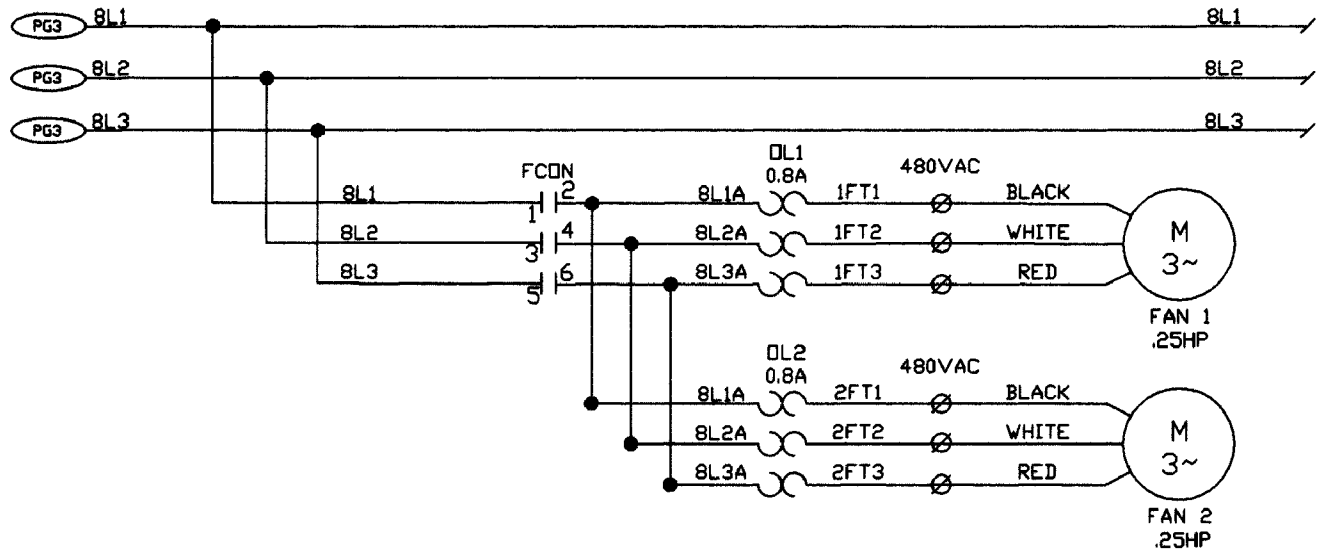 PG3 8L1 8L1
PG3 8L2 8L2
PG3 8L3 8L3
FCON
OL1
0.8A
480VAC
8L1 1 2 8L1A 1FT1 BLACK
8L2 3 4 8L2A 1FT2 WHITE
8L3 5 6 8L3A 1FT3 RED
M
3~
FAN 1
.25HP
OL2
0.8A
480VAC
8L1A 2FT1 BLACK
8L2A 2FT2 WHITE
8L3A 2FT3 RED
M
3~
FAN 2
.25HP